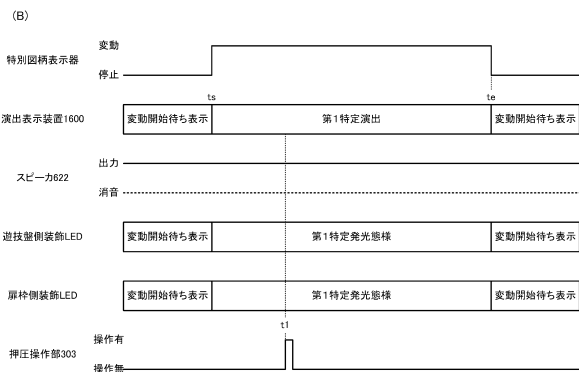 (B)
特別図柄表示器
変動
停止
ts
te
演出表示装置1600
変動開始待ち表示
第1特定演出
変動開始待ち表示
スピーカ622
出力
消音
遊技盤側装飾LED
変動開始待ち表示
第1特定発光態様
変動開始待ち表示
扉枠側装飾LED
変動開始待ち表示
第1特定発光態様
変動開始待ち表示
t1
押圧操作部303
操作有
操作無